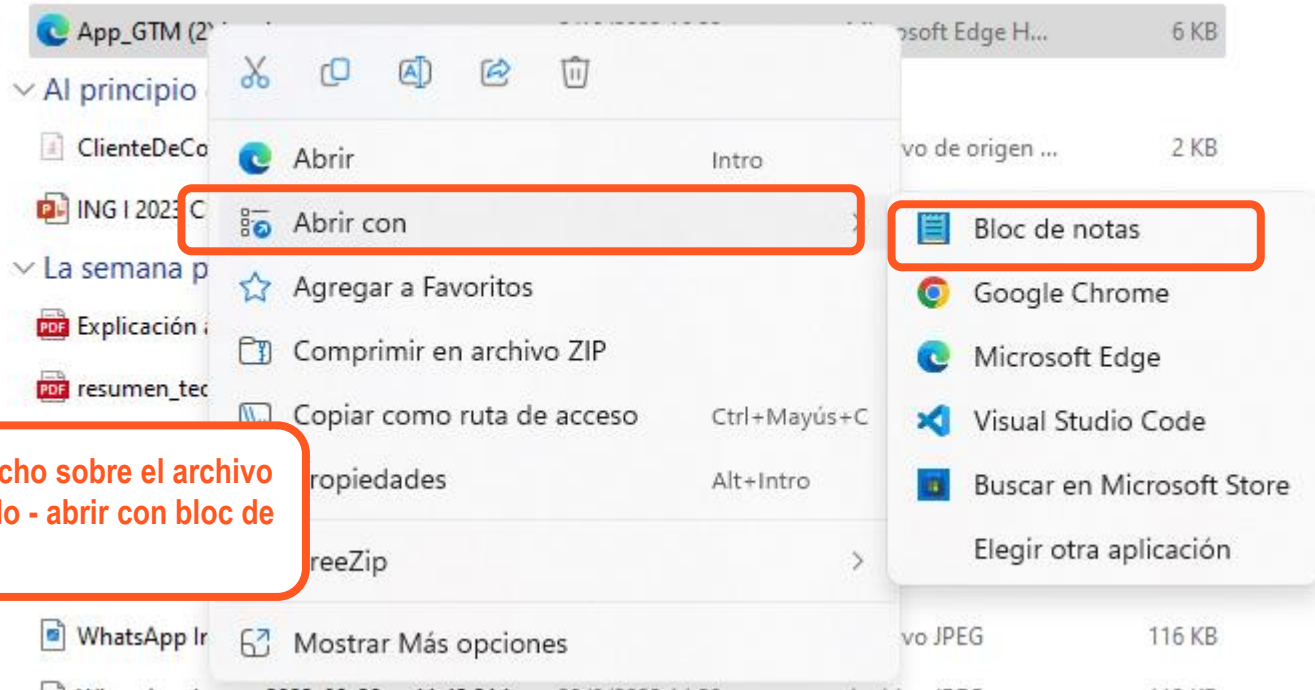 App_GTM (2)
osoft Edge H...
6 KB
Al principio
ClienteDeCo
Abrir
Intro
vo de origen ...
2 KB
ING I 2023 C
Abrir con
Bloc de notas
La semana p
Agregar a Favoritos
Google Chrome
Explicación
Comprimir en archivo ZIP
Microsoft Edge
resumen_tec
Copiar como ruta de acceso
Ctrl+Mayús+C
Visual Studio Code
cho sobre el archivo
lo - abrir con bloc de
ropiedades
Alt+Intro
Buscar en Microsoft Store
reeZip
Elegir otra aplicación
WhatsApp Ir
Mostrar Más opciones
vo JPEG
116 KB